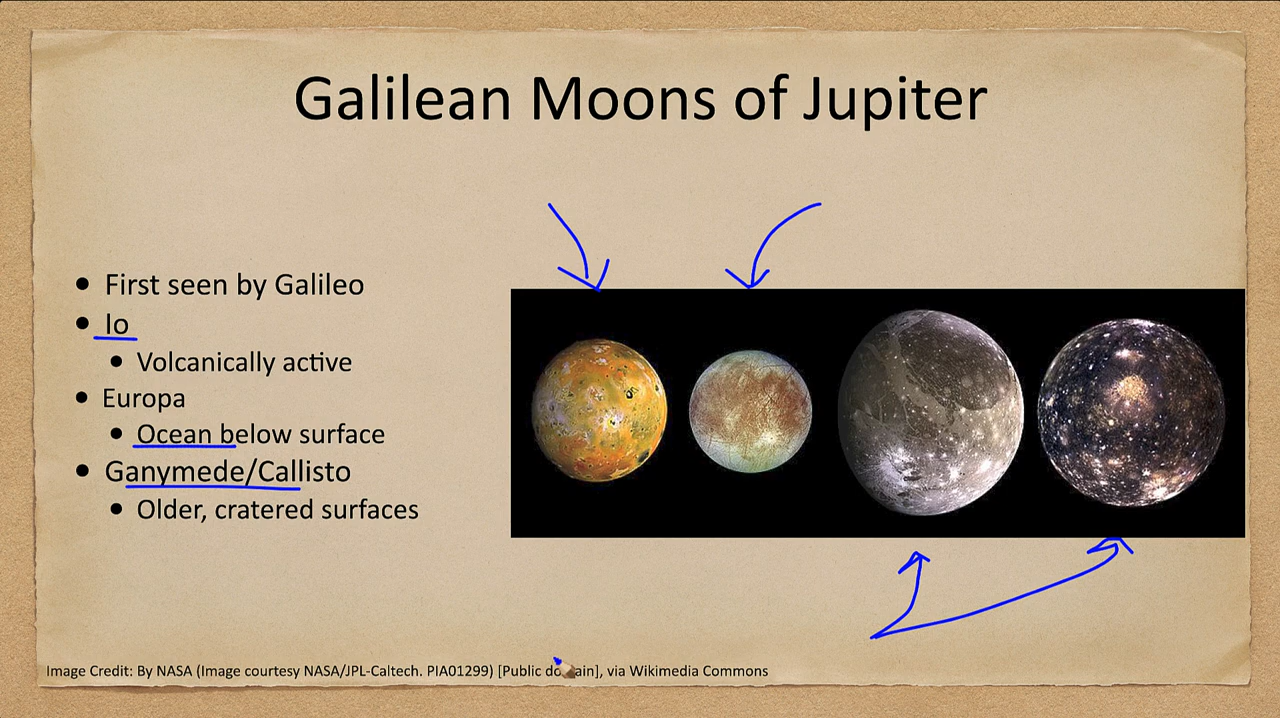 Galilean Moons of Jupiter
• First seen by Galileo
• Io
• Volcanically active
• Europa
• Ocean below surface
• Ganymede/Callisto
• Older, cratered surfaces
Image Credit: By NASA (Image courtesy NASA/JPL-Caltech. PIA01299) [Public domain], via Wikimedia Commons